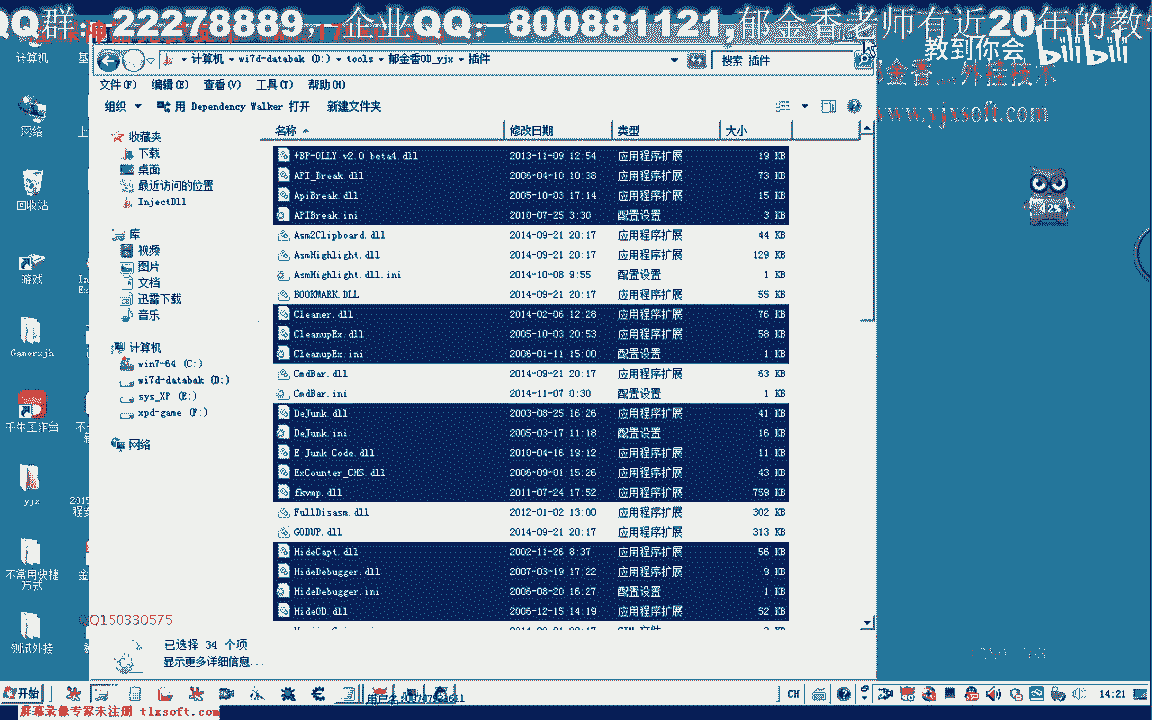 QQ群: 22278889 企业QQ: 800881121,郁金香老师有近20年的教
教到你会 bilibili
www.yjxsoft.com
计算机 ▸ wi7d-databak (D:) ▸ tools ▸ 郁金香OD_yjx ▸ 插件
搜索 插件
文件(F) 编辑(E) 查看(V) 工具(T) 帮助(H)
组织 用 Dependency Walker 打开 新建文件夹
名称 修改日期 类型 大小
+BP-OLLY v2.0 beta4.dll 2013-11-09 12:54 应用程序扩展 19 KB
API_Break.dll 2006-04-10 10:38 应用程序扩展 73 KB
ApiBreak.dll 2005-10-03 17:14 应用程序扩展 15 KB
APIBreak.ini 2010-07-25 3:30 配置设置 3 KB
Asm2Clipboard.dll 2014-09-21 20:17 应用程序扩展 44 KB
AsmHighlight.dll 2014-09-21 20:17 应用程序扩展 129 KB
AsmHighlight.dll.ini 2014-10-08 9:55 配置设置 1 KB
BOOKMARK.DLL 2014-09-21 20:17 应用程序扩展 55 KB
Cleaner.dll 2014-02-06 12:28 应用程序扩展 76 KB
CleanupEx.dll 2005-10-03 20:53 应用程序扩展 58 KB
CleanupEx.ini 2006-01-11 15:00 配置设置 1 KB
CmdBar.dll 2014-09-21 20:17 应用程序扩展 63 KB
CmdBar.ini 2014-11-07 0:30 配置设置 1 KB
DeJunk.dll 2003-08-25 16:26 应用程序扩展 41 KB
DeJunk.ini 2005-03-17 11:18 配置设置 16 KB
E Junk Code.dll 2010-04-16 19:12 应用程序扩展 11 KB
ExCounter_CHS.dll 2006-09-01 15:26 应用程序扩展 43 KB
fkvmp.dll 2011-07-24 17:52 应用程序扩展 759 KB
FullDisasm.dll 2012-01-02 13:00 应用程序扩展 302 KB
GODUP.dll 2014-09-21 20:17 应用程序扩展 313 KB
HideCapt.dll 2002-11-26 8:37 应用程序扩展 56 KB
HideDebugger.dll 2007-03-19 17:22 应用程序扩展 9 KB
HideDebugger.ini 2006-08-20 16:27 配置设置 1 KB
HideOD.dll 2006-12-15 14:19 应用程序扩展 52 KB
收藏夹
下载
桌面
最近访问的位置
InjectDll
库
视频
图片
文档
迅雷下载
音乐
计算机
win7-64 (C:)
wi7d-databak (D:)
sys_XP (E:)
xpd-game (F:)
网络
已选择 34 个项
显示更多详细信息...
QQ150330575
计算机
网络
回收站
游戏
千牛工作台
yjx
不常用快捷方式
测试外挂
42%
开始
CH
14:21
屏幕录像专家未注册 tlxsoft.com